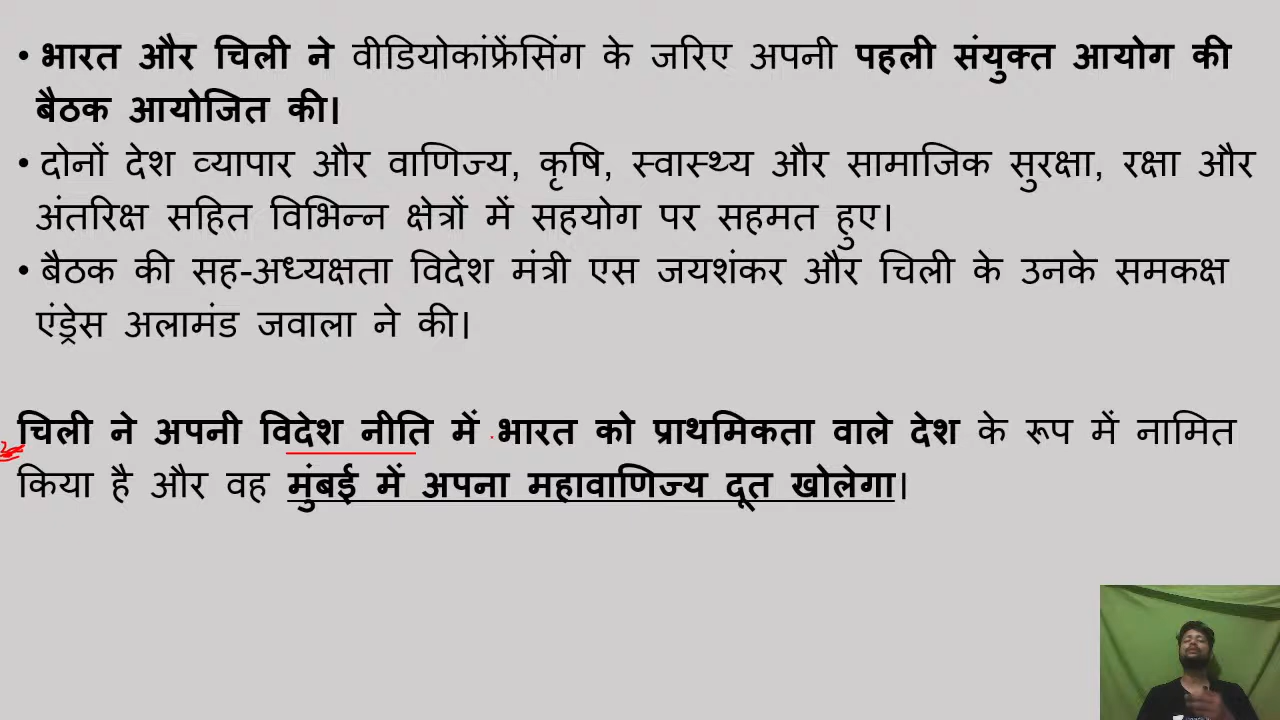 • भारत और चिली ने वीडियोकांफ्रेंसिंग के जरिए अपनी पहली संयुक्त आयोग की
बैठक आयोजित की।
• दोनों देश व्यापार और वाणिज्य, कृषि, स्वास्थ्य और सामाजिक सुरक्षा, रक्षा और
अंतरिक्ष सहित विभिन्न क्षेत्रों में सहयोग पर सहमत हुए।
• बैठक की सह-अध्यक्षता विदेश मंत्री एस जयशंकर और चिली के उनके समकक्ष
एंड्रेस अलामंड जवाला ने की।
चिली ने अपनी विदेश नीति में भारत को प्राथमिकता वाले देश के रूप में नामित
किया है और वह मुंबई में अपना महावाणिज्य दूत खोलेगा।